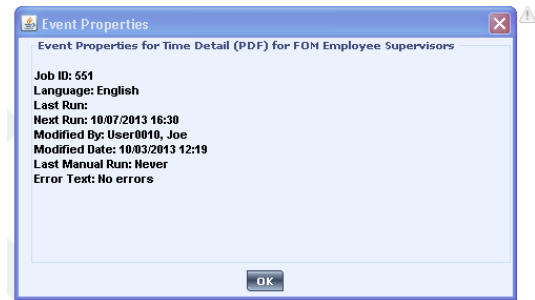 Event Properties
Event Properties for Time Detail (PDF) for FOM Employee Supervisors
Job ID: 551
Language: English
Last Run:
Next Run: 10/07/2013 16:30
Modified By: User0010, Joe
Modified Date: 10/03/2013 12:19
Last Manual Run: Never
Error Text: No errors
OK